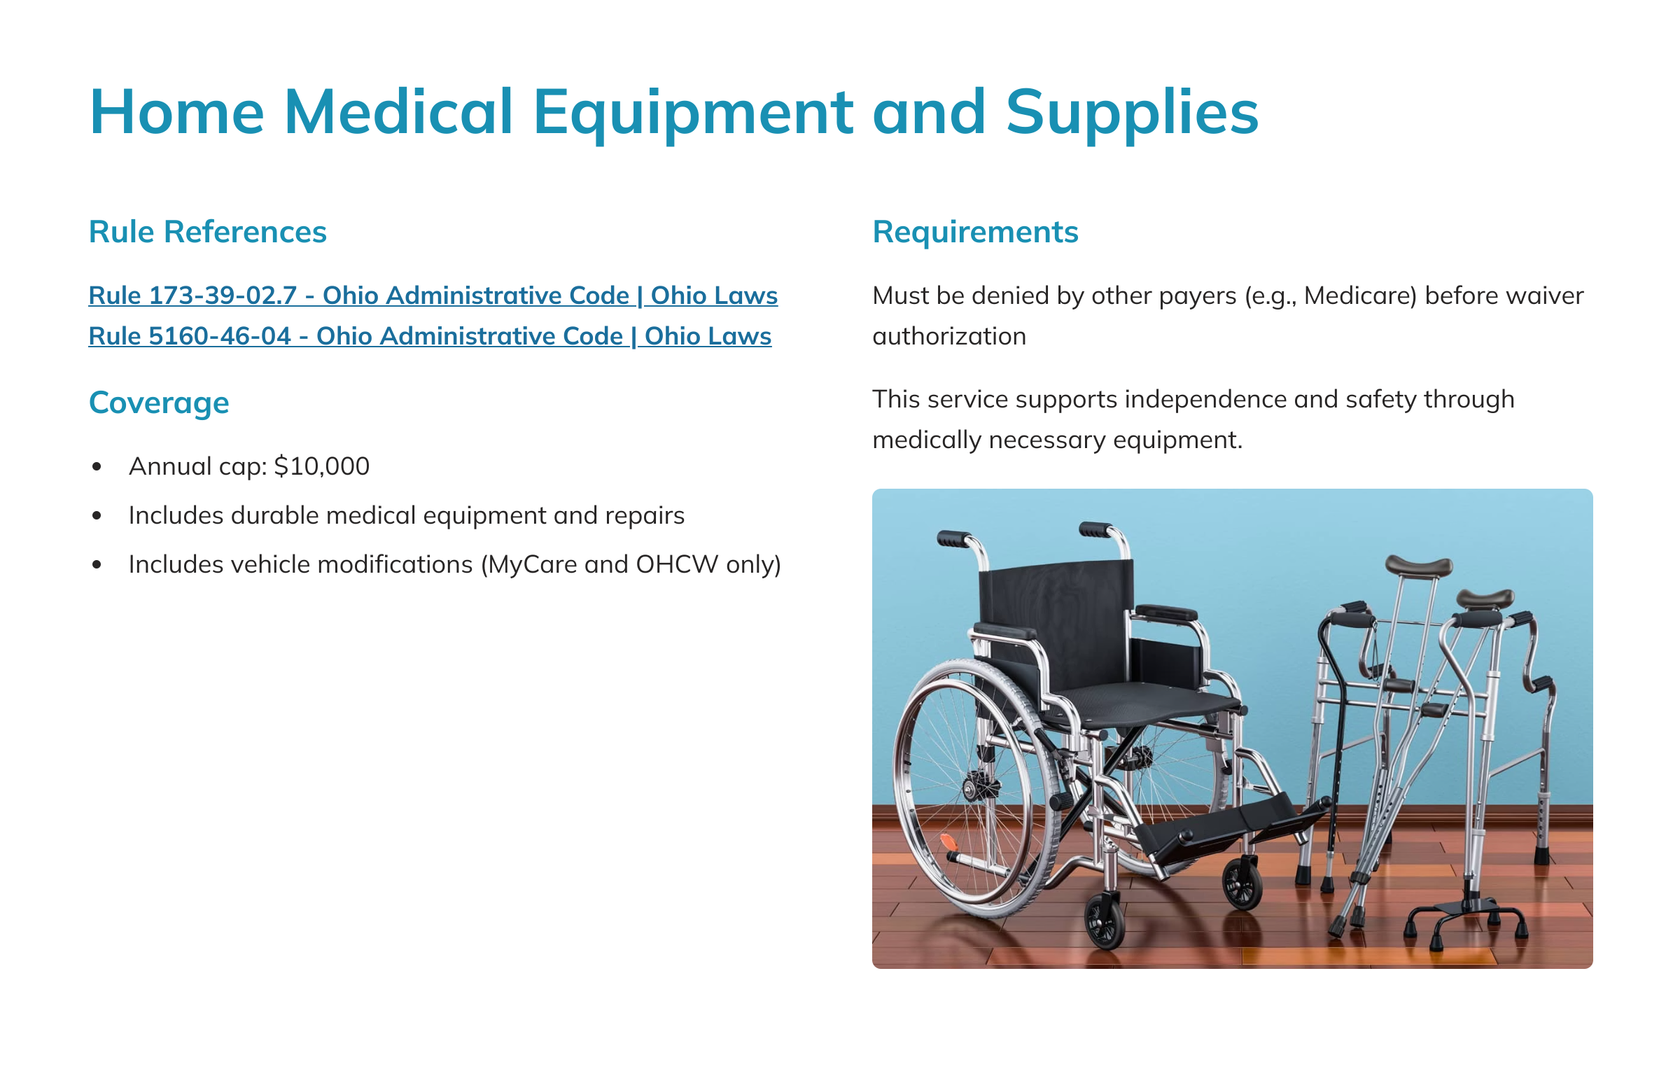 Home Medical Equipment and Supplies
Rule References
Rule 173-39-02.7 - Ohio Administrative Code | Ohio Laws
Rule 5160-46-04 - Ohio Administrative Code | Ohio Laws
Coverage
• Annual cap: $10,000
• Includes durable medical equipment and repairs
• Includes vehicle modifications (MyCare and OHCW only)
Requirements
Must be denied by other payers (e.g., Medicare) before waiver
authorization
This service supports independence and safety through
medically necessary equipment.